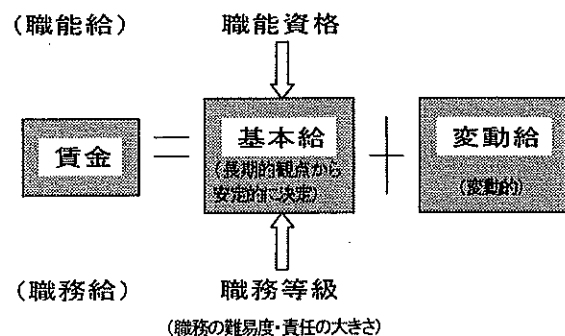 (職能給) 職能資格
賃金 = 基本給 + 変動給
(長期的観点から
安定的に決定)
(変動的)
(職務給) 職務等級
(職務の難易度・責任の大きさ)